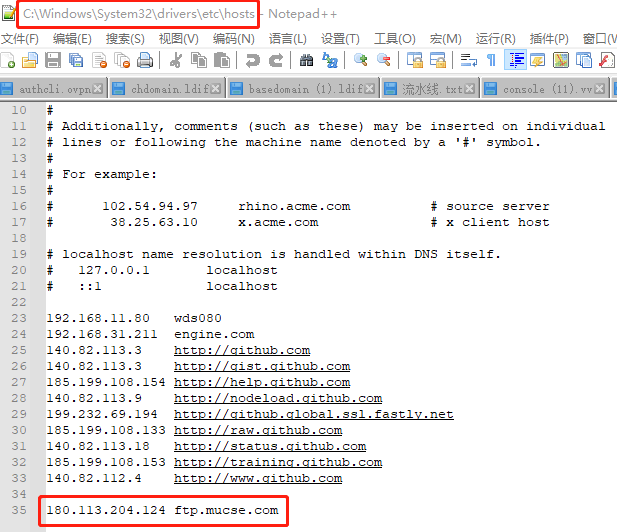 C:\Windows\System32\drivers\etc\hosts - Notepad++
文件(F) 编辑(E) 搜索(S) 视图(V) 编码(N) 语言(L) 设置(T) 工具(O) 宏(M) 运行(R) 插件(P) 窗口(W
authcli.ovpn chdomain.ldif basedomain (1).ldif 流水线.txt console (11).vv
10 #
11 # Additionally, comments (such as these) may be inserted on individual
12 # lines or following the machine name denoted by a '#' symbol.
13 #
14 # For example:
15 #
16 # 102.54.94.97 rhino.acme.com # source server
17 # 38.25.63.10 x.acme.com # x client host
18
19 # localhost name resolution is handled within DNS itself.
20 # 127.0.0.1 localhost
21 # ::1 localhost
22
23 192.168.11.80 wds080
24 192.168.31.211 engine.com
25 140.82.113.3 http://github.com
26 140.82.113.3 http://gist.github.com
27 185.199.108.154 http://help.github.com
28 140.82.113.9 http://nodeload.github.com
29 199.232.69.194 http://github.global.ssl.fastly.net
30 185.199.108.133 http://raw.github.com
31 140.82.113.18 http://status.github.com
32 185.199.108.153 http://training.github.com
33 140.82.112.4 http://www.github.com
34
35 180.113.204.124 ftp.mucse.com